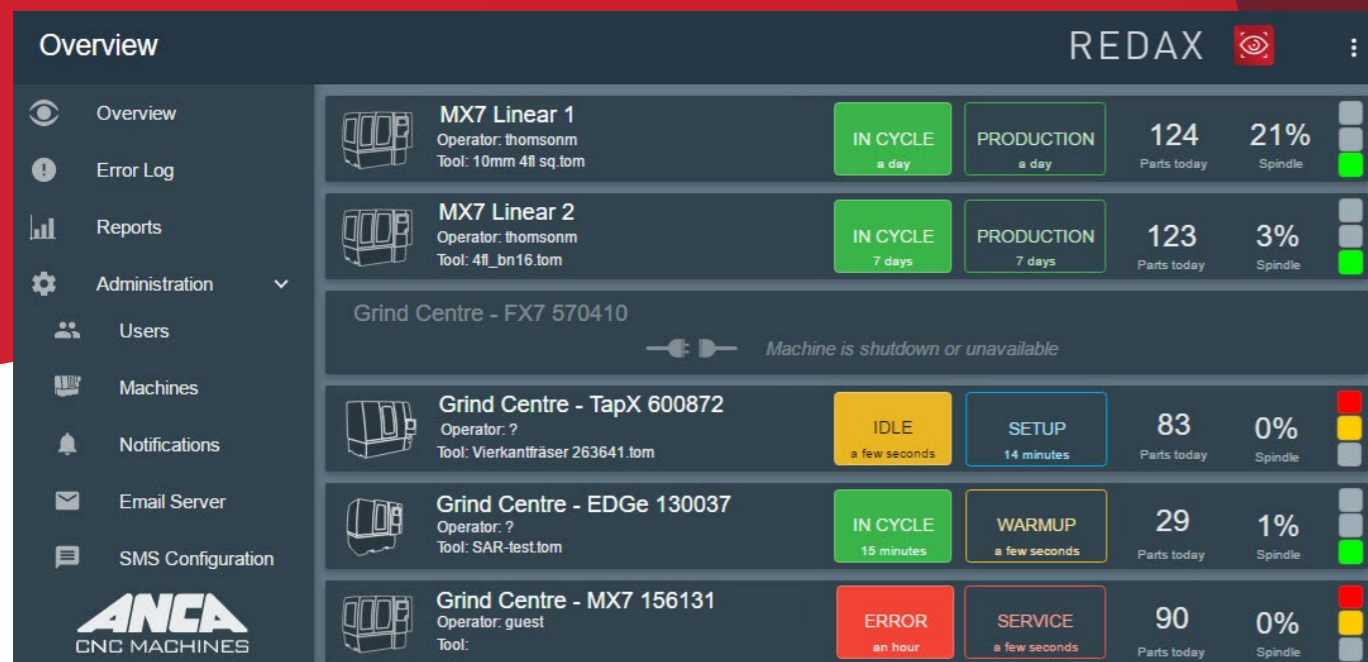 Overview
REDAX
Overview
Error Log
Reports
Administration
Users
Machines
Notifications
Email Server
SMS Configuration
ANCA
CNC MACHINES
MX7 Linear 1
Operator: thomsonm
Tool: 10mm 4fl sq.tom
IN CYCLE
a day
PRODUCTION
a day
124
Parts today
21%
Spindle
MX7 Linear 2
Operator: thomsonm
Tool: 4fl_bn16.tom
IN CYCLE
7 days
PRODUCTION
7 days
123
Parts today
3%
Spindle
Grind Centre - FX7 570410
Machine is shutdown or unavailable
Grind Centre - TapX 600872
Operator: ?
Tool: Vierkantfräser 263641.tom
IDLE
a few seconds
SETUP
14 minutes
83
Parts today
0%
Spindle
Grind Centre - EDGe 130037
Operator: ?
Tool: SAR-test.tom
IN CYCLE
15 minutes
WARMUP
a few seconds
29
Parts today
1%
Spindle
Grind Centre - MX7 156131
Operator: guest
Tool:
ERROR
an hour
SERVICE
a few seconds
90
Parts today
0%
Spindle